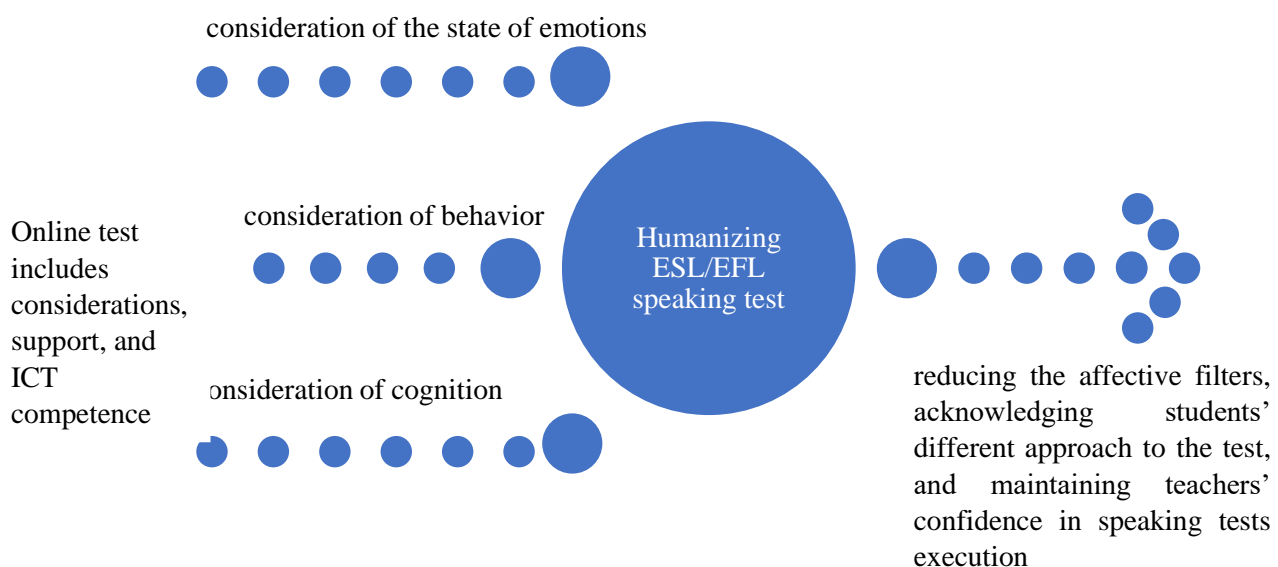 consideration of the state of emotions
consideration of behavior
Online test
includes
considerations,
support, and
ICT
competence
onsideration of cognition
Humanizing
ESL/EFL
speaking test
reducing the affective filters,
acknowledging students’
different approach to the test,
and maintaining teachers’
confidence in speaking tests
execution